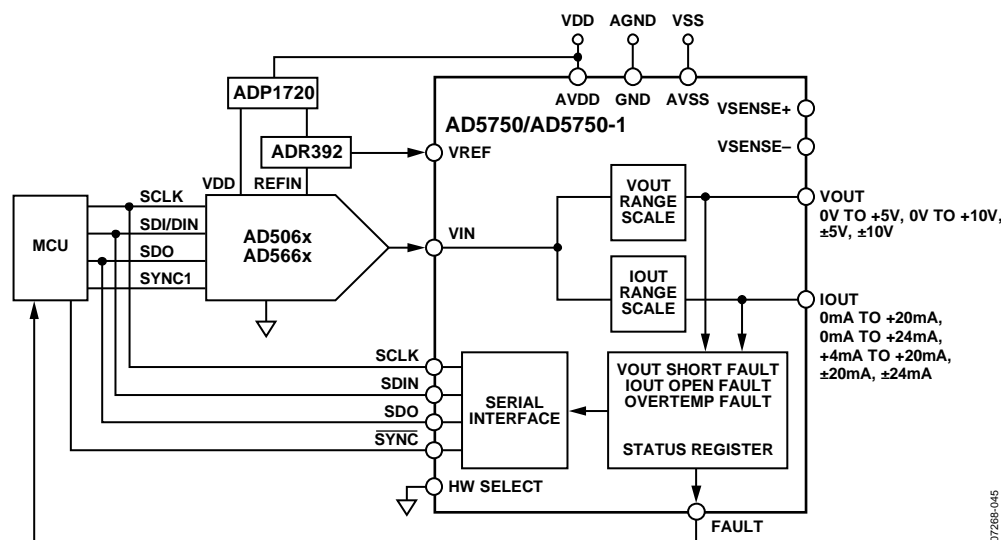 VDD AGND VSS
ADP1720
AVDD GND AVSS
VSENSE+
AD5750/AD5750-1
ADR392
VREF
VSENSE–
VDD REFIN
SCLK
SDI/DIN
SDO
SYNC1
MCU
AD506x
AD566x
VIN
VOUT
RANGE
SCALE
VOUT
0V TO +5V, 0V TO +10V,
±5V, ±10V
IOUT
RANGE
SCALE
IOUT
0mA TO +20mA,
0mA TO +24mA,
+4mA TO +20mA,
±20mA, ±24mA
SCLK
SDIN
SDO
SYNC
SERIAL
INTERFACE
VOUT SHORT FAULT
IOUT OPEN FAULT
OVERTEMP FAULT
STATUS REGISTER
HW SELECT
FAULT
07268-045